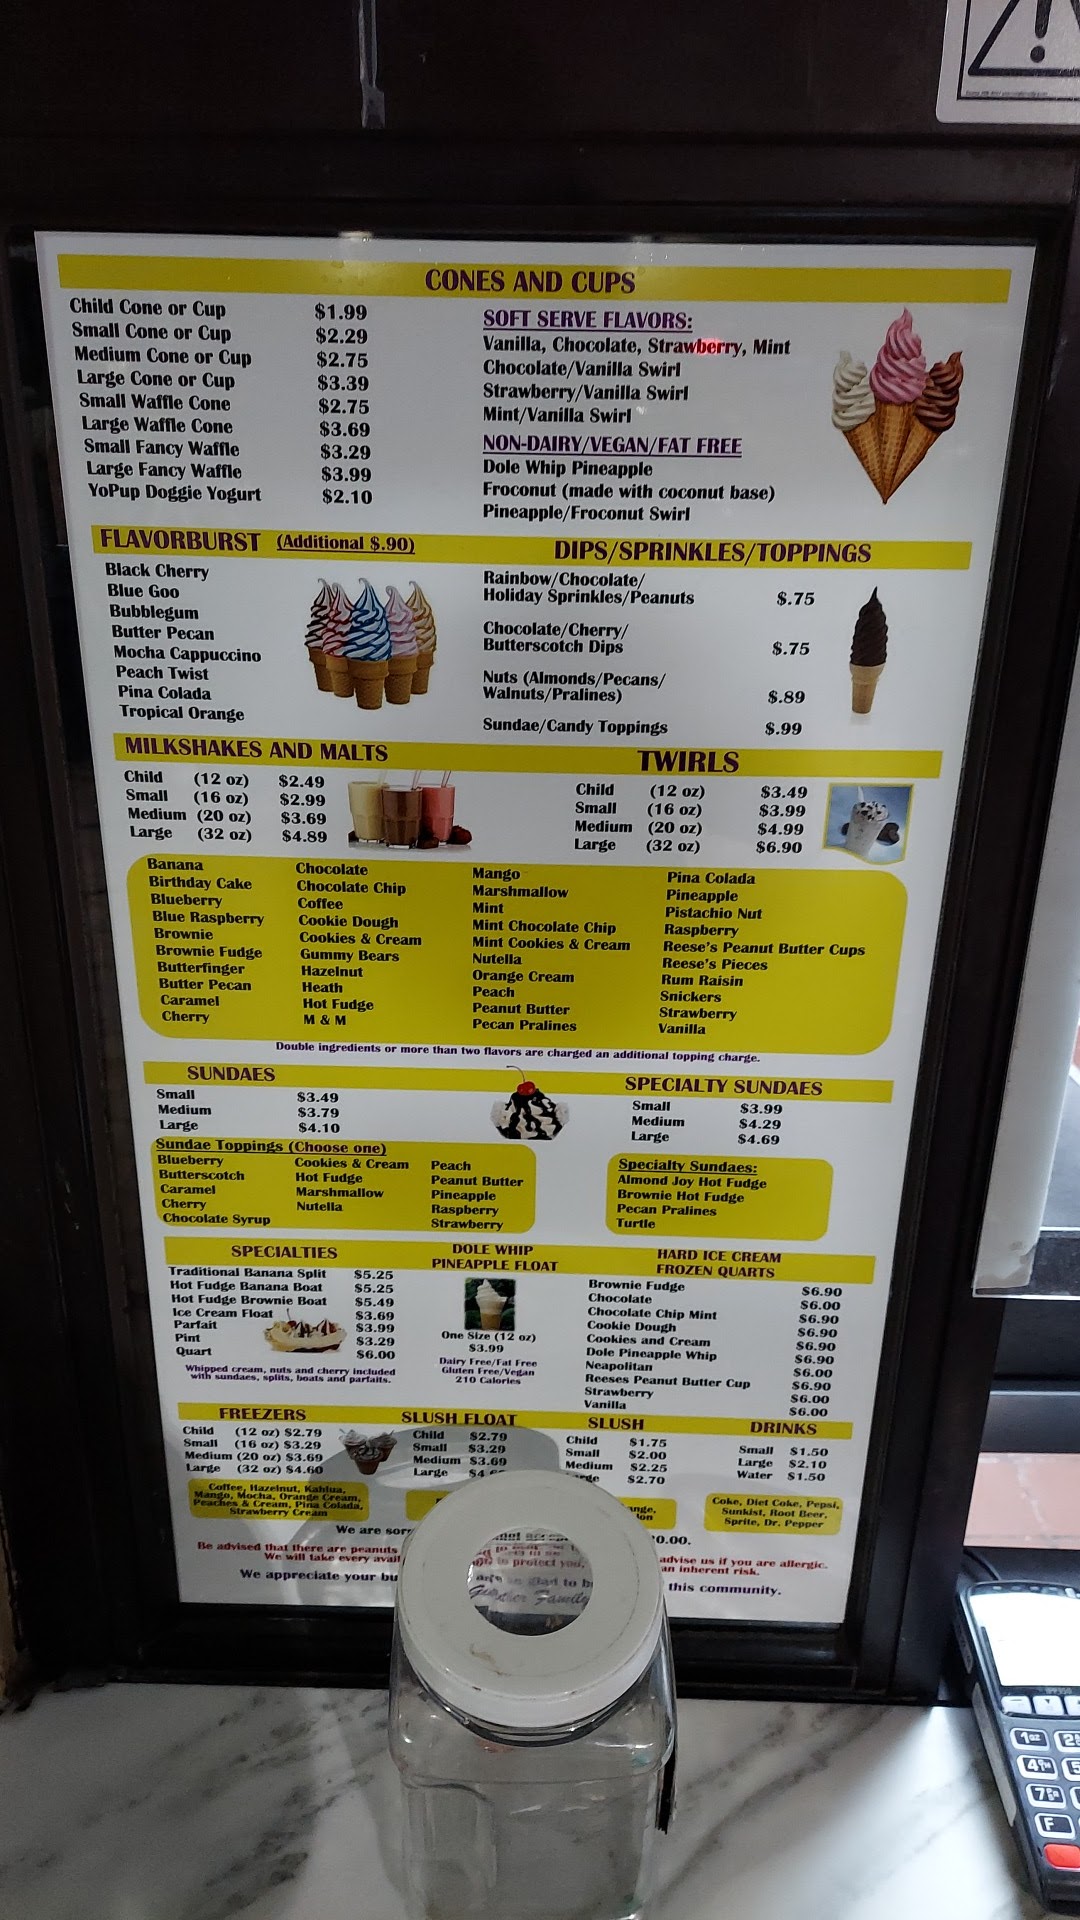 CONES AND CUPS
Child Cone or Cup $1.99
Small Cone or Cup $2.29
Medium Cone or Cup $2.75
Large Cone or Cup $3.39
Small Waffle Cone $2.75
Large Waffle Cone $3.69
Small Fancy Waffle $3.29
Large Fancy Waffle $3.99
YoPup Doggie Yogurt $2.10
SOFT SERVE FLAVORS:
Vanilla, Chocolate, Strawberry, Mint
Chocolate/Vanilla Swirl
Strawberry/Vanilla Swirl
Mint/Vanilla Swirl
NON-DAIRY/VEGAN/FAT FREE
Dole Whip Pineapple
Froconut (made with coconut base)
Pineapple/Froconut Swirl
FLAVORBURST (Additional $.90)
Black Cherry
Blue Goo
Bubblegum
Butter Pecan
Mocha Cappuccino
Peach Twist
Pina Colada
Tropical Orange
DIPS/SPRINKLES/TOPPINGS
Rainbow/Chocolate/
Holiday Sprinkles/Peanuts $.75
Chocolate/Cherry/
Butterscotch Dips $.75
Nuts (Almonds/Pecans/
Walnuts/Pralines) $.89
Sundae/Candy Toppings $.99
MILKSHAKES AND MALTS
Child (12 oz) $2.49
Small (16 oz) $2.99
Medium (20 oz) $3.69
Large (32 oz) $4.89
TWIRLS
Child (12 oz) $3.49
Small (16 oz) $3.99
Medium (20 oz) $4.99
Large (32 oz) $6.90
Banana
Birthday Cake
Blueberry
Blue Raspberry
Brownie
Brownie Fudge
Butterfinger
Butter Pecan
Caramel
Cherry
Chocolate
Chocolate Chip
Coffee
Cookie Dough
Cookies & Cream
Gummy Bears
Hazelnut
Heath
Hot Fudge
M & M
Mango
Marshmallow
Mint
Mint Chocolate Chip
Mint Cookies & Cream
Nutella
Orange Cream
Peach
Peanut Butter
Pecan Pralines
Pina Colada
Pineapple
Pistachio Nut
Raspberry
Reese's Peanut Butter Cups
Reese's Pieces
Rum Raisin
Snickers
Strawberry
Vanilla
Double ingredients or more than two flavors are charged an additional topping charge.
SUNDAES
Small $3.49
Medium $3.79
Large $4.10
Sundae Toppings (Choose one)
Blueberry
Butterscotch
Caramel
Cherry
Chocolate Syrup
Cookies & Cream
Hot Fudge
Marshmallow
Nutella
Peach
Peanut Butter
Pineapple
Raspberry
Strawberry
SPECIALTY SUNDAES
Small $3.99
Medium $4.29
Large $4.69
Specialty Sundaes:
Almond Joy Hot Fudge
Brownie Hot Fudge
Pecan Pralines
Turtle
SPECIALTIES
Traditional Banana Split $5.25
Hot Fudge Banana Boat $5.25
Hot Fudge Brownie Boat $5.49
Ice Cream Float $3.69
Parfait $3.99
Pint $3.29
Quart $6.00
Whipped cream, nuts and cherry included
with sundaes, splits, boats and parfaits.
DOLE WHIP
PINEAPPLE FLOAT
One Size (12 oz)
$3.99
Dairy Free/Fat Free
Gluten Free/Vegan
210 Calories
HARD ICE CREAM
FROZEN QUARTS
Brownie Fudge $6.90
Chocolate $6.00
Chocolate Chip Mint $6.90
Cookie Dough $6.90
Cookies and Cream $6.90
Dole Pineapple Whip $6.90
Neapolitan $6.00
Reeses Peanut Butter Cup $6.90
Strawberry $6.00
Vanilla $6.00
FREEZERS
Child (12 oz) $2.79
Small (16 oz) $3.29
Medium (20 oz) $3.69
Large (32 oz) $4.60
Coffee, Hazelnut, Kahlua,
Mango, Mocha, Orange Cream,
Peaches & Cream, Pina Colada,
Strawberry Cream
SLUSH FLOAT
Child $2.79
Small $3.29
Medium $3.69
Large
SLUSH
Child $1.75
Small $2.00
Medium $2.25
$2.70
DRINKS
Small $1.50
Large $2.10
Water $1.50
Coke, Diet Coke, Pepsi,
Sunkist, Root Beer,
Sprite, Dr. Pepper
We are
Be advised that there are peanuts advise us if you are allergic.
We will take every an inherent risk.
to protect you,
We appreciate your glad to this community.
Family